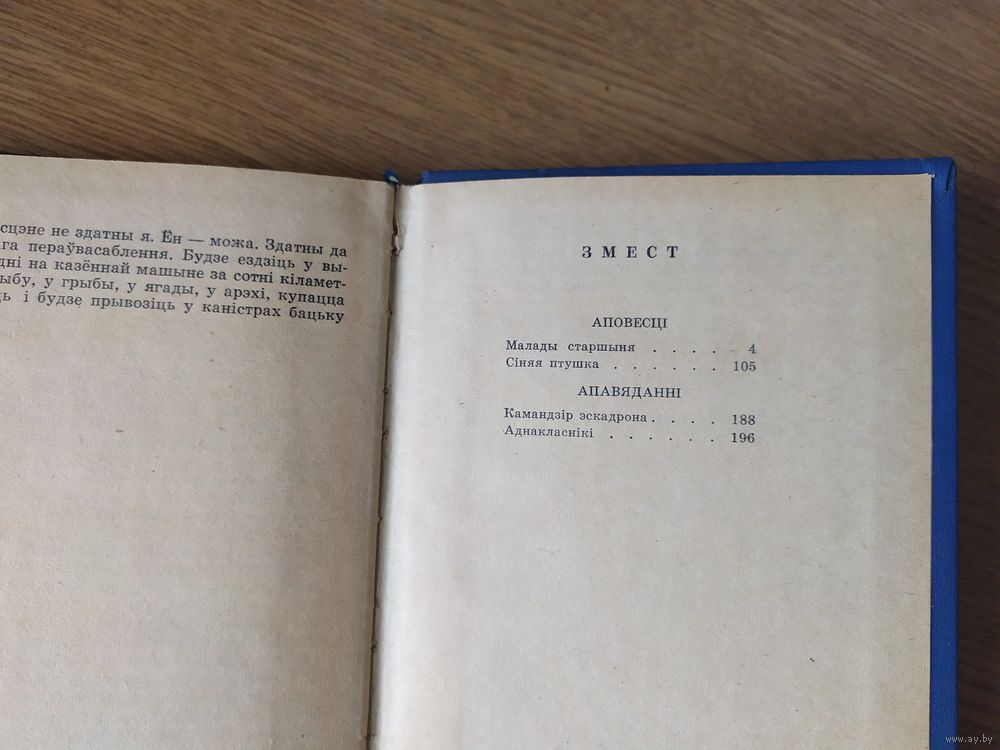 сцэне не здатны я. Ён — можа. Здатны да
га пераўвасаблення. Будзе ездзіць у вы-
дні на казённай машыне за сотні кіламет-
ыбу, у грыбы, у ягады, у арэхі, купацца
ь і будзе прывозіць у каністрах бацьку
ЗМЕСТ
АПОВЕСЦІ
Малады старшыня . . . . 4
Сіняя птушка . . . . . . 105
АПАВЯДАННІ
Камандзір эскадрона . . . . 188
Аднакласнікі . . . . . . 196
www.ay.by